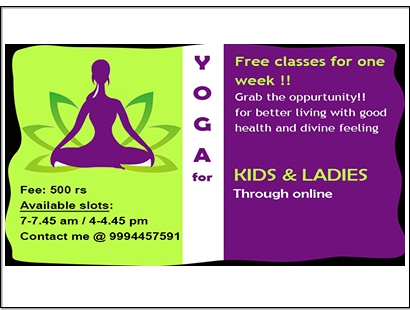 Y
O
G
A
for
Free classes for one
week !!
Grab the oppurtunity!!
for better living with good
health and divine feeling
KIDS & LADIES
Through online
Fee: 500 rs
Available slots:
7-7.45 am / 4-4.45 pm
Contact me @ 9994457591